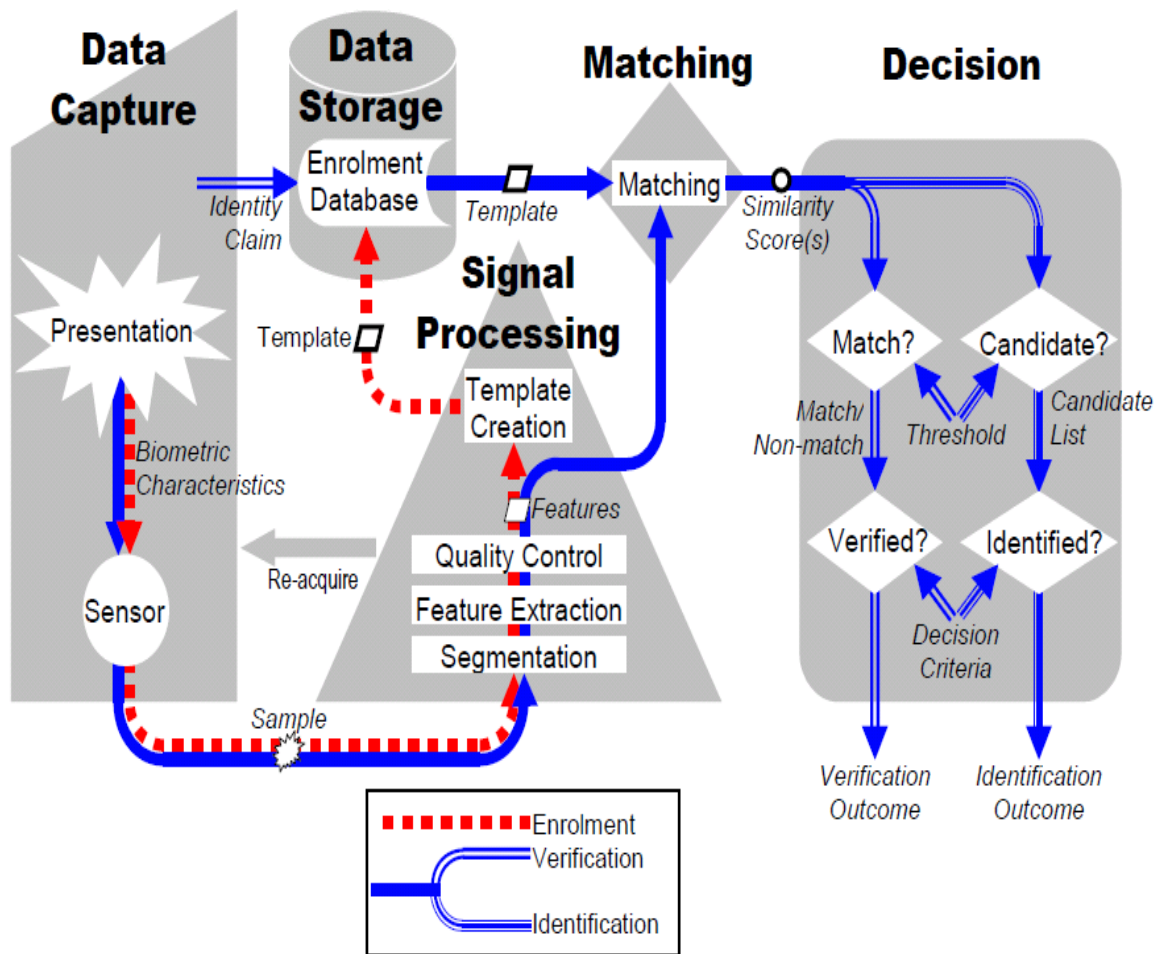 Data
Capture
Data
Storage
Matching
Decision
Enrolment
Database
Identity
Claim
Template
Matching
Similarity
Score(s)
Signal
Processing
Presentation
Template
Match?
Candidate?
Template
Creation
Match/
Non-match
Threshold
Candidate
List
Biometric
Characteristics
Features
Quality Control
Verified?
Identified?
Re-acquire
Sensor
Feature Extraction
Segmentation
Decision
Criteria
Sample
Verification
Outcome
Identification
Outcome
Enrolment
Verification
Identification